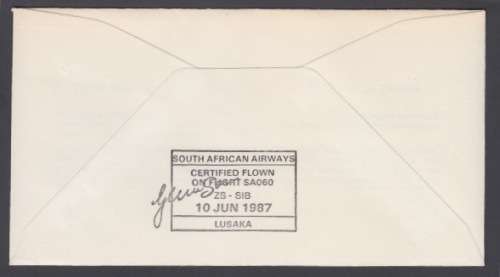 SOUTH AFRICAN AIRWAYS
CERTIFIED FLOWN
ON FLIGHT SA060
ZS - SIB
10 JUN 1987
LUSAKA